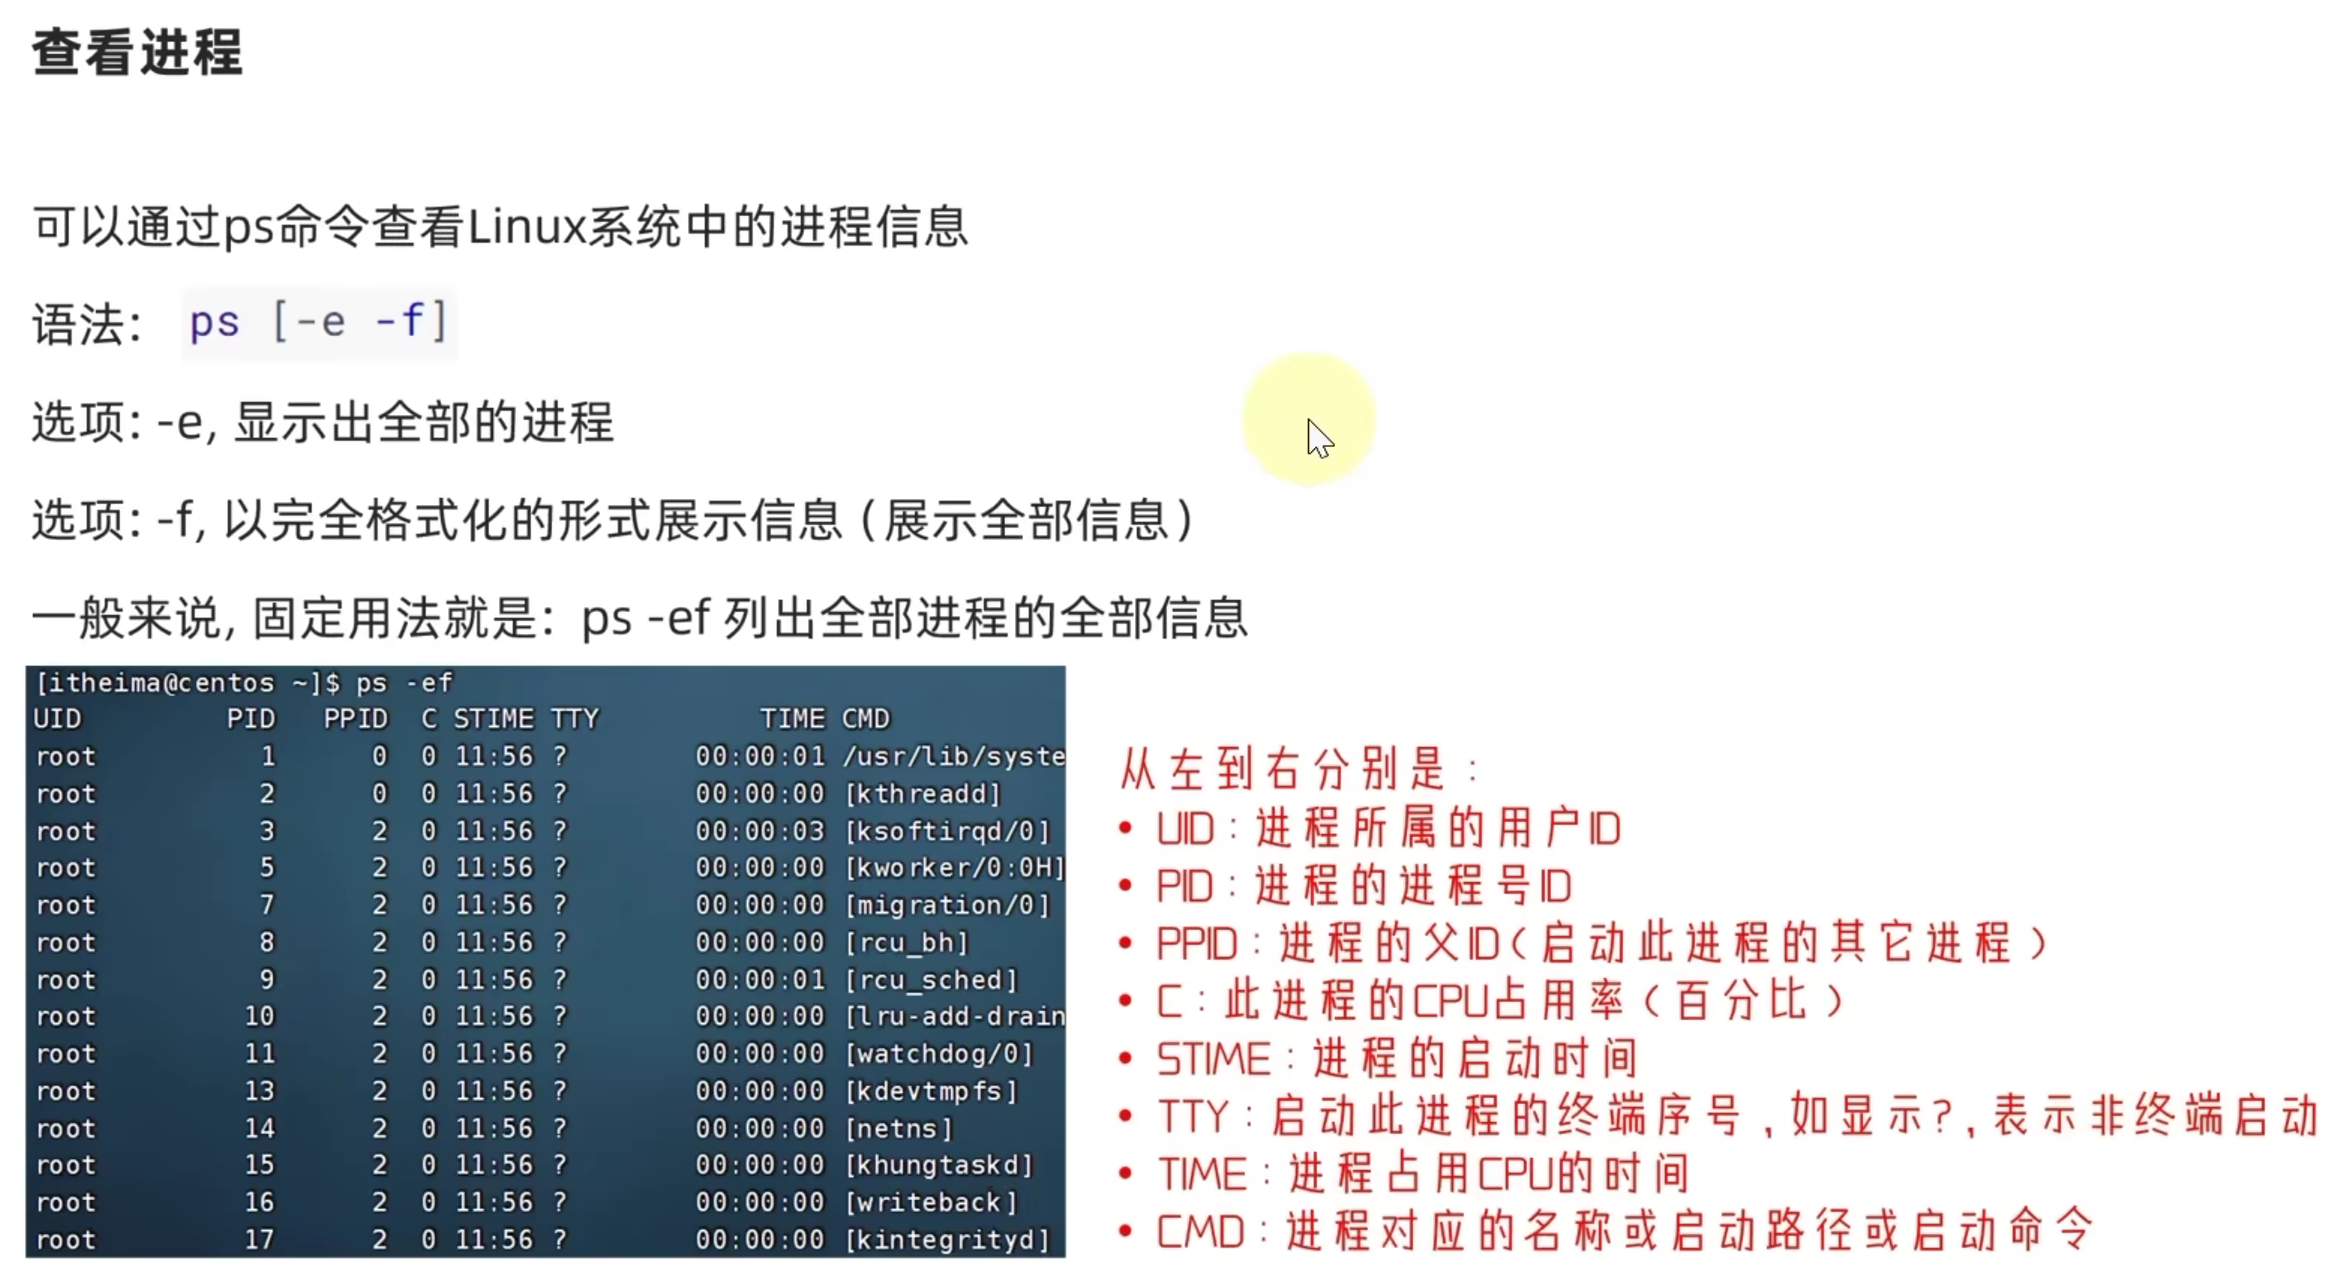 查看进程
可以通过ps命令查看Linux系统中的进程信息
语法： ps [-e -f]
选项: -e, 显示出全部的进程
选项: -f, 以完全格式化的形式展示信息（展示全部信息）
一般来说, 固定用法就是：ps -ef 列出全部进程的全部信息
[itheima@centos ~]$ ps -ef
UID PID PPID C STIME TTY TIME CMD
root 1 0 0 11:56 ? 00:00:01 /usr/lib/syste
root 2 0 0 11:56 ? 00:00:00 [kthreadd]
root 3 2 0 11:56 ? 00:00:03 [ksoftirqd/0]
root 5 2 0 11:56 ? 00:00:00 [kworker/0:0H]
root 7 2 0 11:56 ? 00:00:00 [migration/0]
root 8 2 0 11:56 ? 00:00:00 [rcu_bh]
root 9 2 0 11:56 ? 00:00:01 [rcu_sched]
root 10 2 0 11:56 ? 00:00:00 [lru-add-drain
root 11 2 0 11:56 ? 00:00:00 [watchdog/0]
root 13 2 0 11:56 ? 00:00:00 [kdevtmpfs]
root 14 2 0 11:56 ? 00:00:00 [netns]
root 15 2 0 11:56 ? 00:00:00 [khungtaskd]
root 16 2 0 11:56 ? 00:00:00 [writeback]
root 17 2 0 11:56 ? 00:00:00 [kintegrityd]
从左到右分别是：
• UID：进程所属的用户ID
• PID：进程的进程号ID
• PPID：进程的父ID（启动此进程的其它进程）
• C：此进程的CPU占用率（百分比）
• STIME：进程的启动时间
• TTY：启动此进程的终端序号，如显示?，表示非终端启动
• TIME：进程占用CPU的时间
• CMD：进程对应的名称或启动路径或启动命令